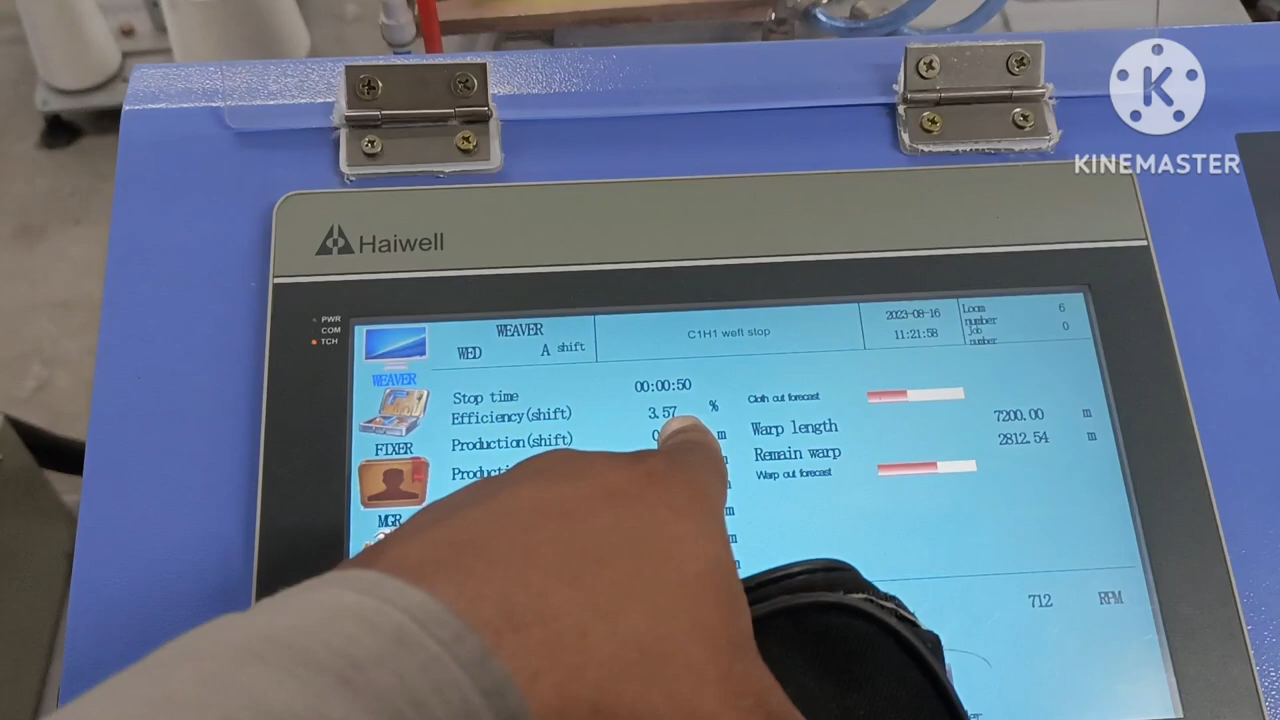 KINEMASTER
Haiwell
PWR
COM
TCH
WEAVER
WED
A shift
C1H1 weft stop
2023-08-16
11:21:58
Loom number 6
Job number 0
WEAVER
FIXER
MGR
Stop time 00:00:50
Efficiency(shift) 3.57 %
Production(shift) m
Cloth out forecast
Warp length 7200.00 m
Remain warp 2812.54 m
Warp out forecast
m
m
712 RPM